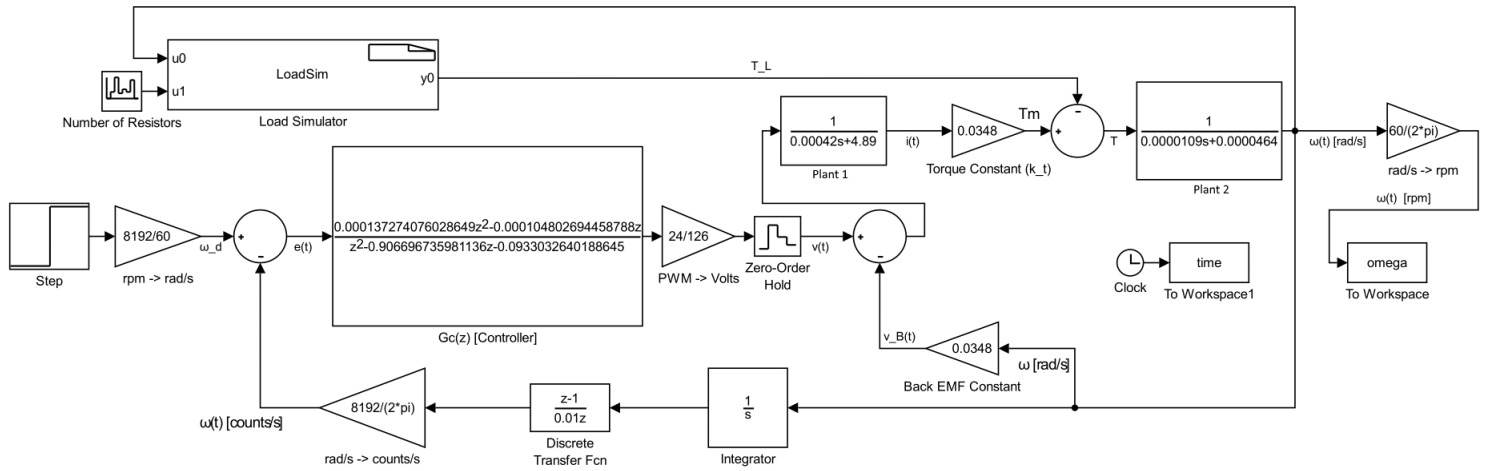 u0
LoadSim
y0
u1
Number of Resistors
Load Simulator
T_L
1
0.00042s+4.89
Plant 1
i(t)
0.0348
Torque Constant (k_t)
Tm
-
+
T
1
0.0000109s+0.0000464
Plant 2
ω(t) [rad/s]
60/(2*pi)
rad/s -> rpm
ω(t) [rpm]
Step
8192/60
rpm -> rad/s
ω_d
+
-
e(t)
0.000137274076028649z2-0.000104802694458788z
z2-0.906696735981136z-0.0933032640188645
Gc(z) [Controller]
24/126
PWM -> Volts
Zero-Order
Hold
v(t)
+
-
Clock
time
To Workspace1
omega
To Workspace
v_B(t)
0.0348
Back EMF Constant
ω [rad/s]
ω(t) [counts/s]
8192/(2*pi)
rad/s -> counts/s
z-1
0.01z
Discrete
Transfer Fcn
1
s
Integrator